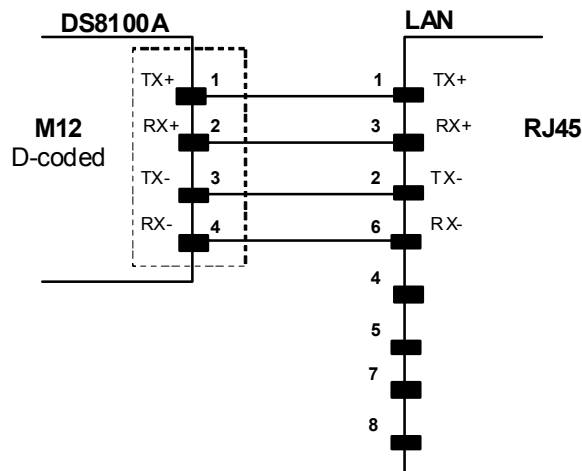 DS8100A LAN
TX+ 1 1 TX+
M12 RX+ 2 3 RX+ RJ45
D-coded
TX- 3 2 TX-
RX- 4 6 RX-
4
5
7
8